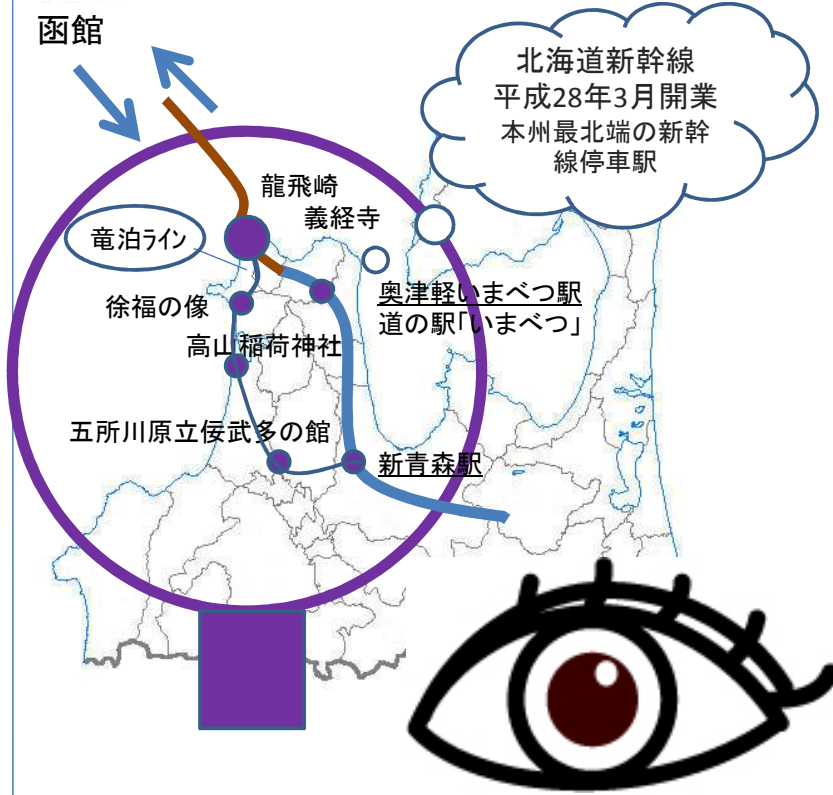 函館
北海道新幹線
平成28年3月開業
本州最北端の新幹
線停車駅
龍飛崎
義経寺
竜泊ライン
奥津軽いまべつ駅
道の駅「いまべつ」
徐福の像
高山稲荷神社
五所川原立佞武多の館
新青森駅